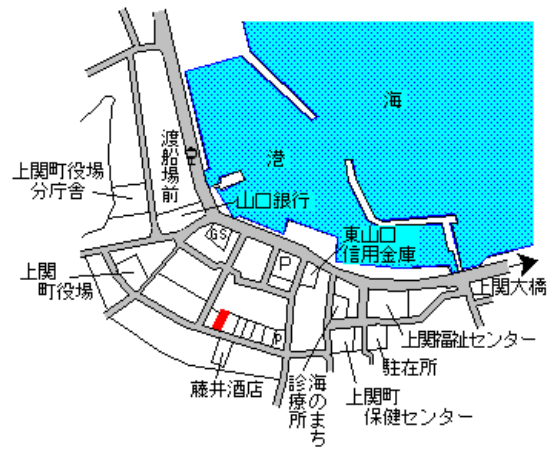 海
港
渡船場前
上関町役場
分庁舎
山口銀行
GS
東山口
信用金庫
P
上関
町役場
上関大橋
上関福祉センター
駐在所
P
藤井酒店
海のまち
診療所
上関町
保健センター